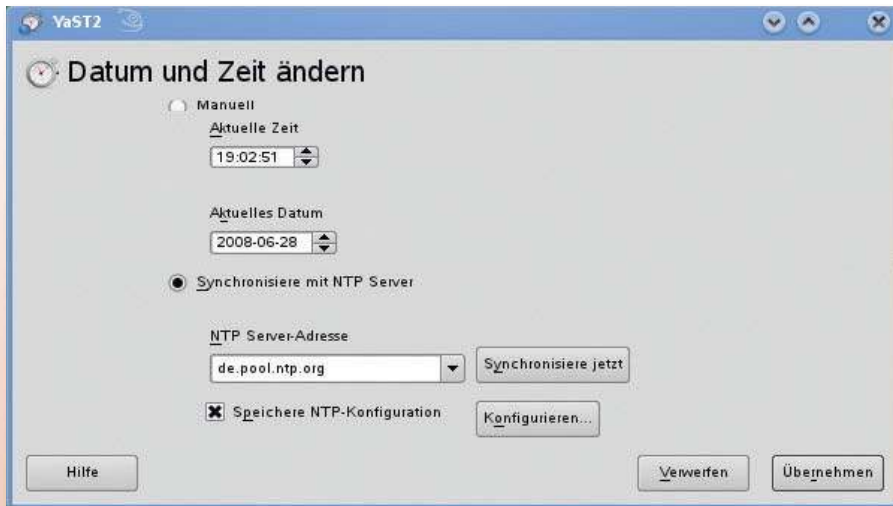 YaST2
Datum und Zeit ändern
Manuell
Aktuelle Zeit
19:02:51
Aktuelles Datum
2008-06-28
Synchronisiere mit NTP Server
NTP Server-Adresse
de.pool.ntp.org
Synchronisiere jetzt
Speichere NTP-Konfiguration
Konfigurieren...
Hilfe
Verwerfen
Übernehmen